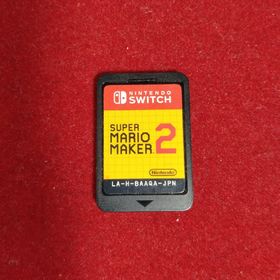 NINTENDO
SWITCH
SUPER
MARIO
MAKER 2
Nintendo
LA-H-BAAQA-JPN